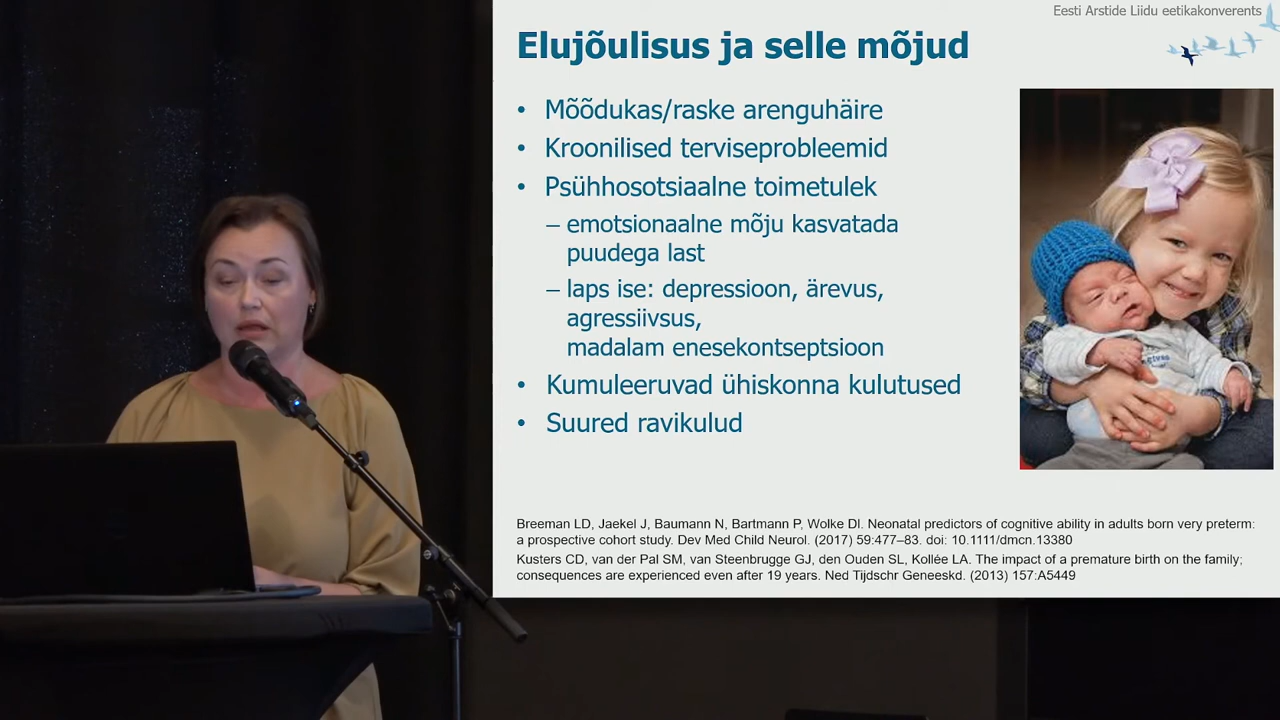 Eesti Arstide Liidu eetikakonverents
Elujõulisus ja selle mõjud
• Mõõdukas/raske arenguhäire
• Kroonilised terviseprobleemid
• Psühhosotsiaalne toimetulek
– emotsionaalne mõju kasvatada
puudega last
– laps ise: depressioon, ärevus,
agressiivsus,
madalam enesekontseptsioon
• Kumuleeruvad ühiskonna kulutused
• Suured ravikulud
Breeman LD, Jaekel J, Baumann N, Bartmann P, Wolke DI. Neonatal predictors of cognitive ability in adults born very preterm:
a prospective cohort study. Dev Med Child Neurol. (2017) 59:477–83. doi: 10.1111/dmcn.13380
Kusters CD, van der Pal SM, van Steenbrugge GJ, den Ouden SL, Kollée LA. The impact of a premature birth on the family;
consequences are experienced even after 19 years. Ned Tijdschr Geneeskd. (2013) 157:A5449